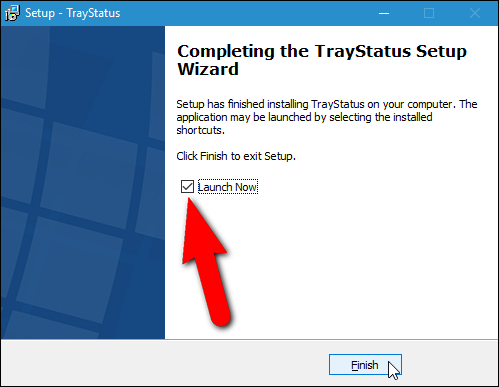 Setup - TrayStatus
Completing the TrayStatus Setup
Wizard
Setup has finished installing TrayStatus on your computer. The
application may be launched by selecting the installed
shortcuts.
Click Finish to exit Setup.
Launch Now
Finish